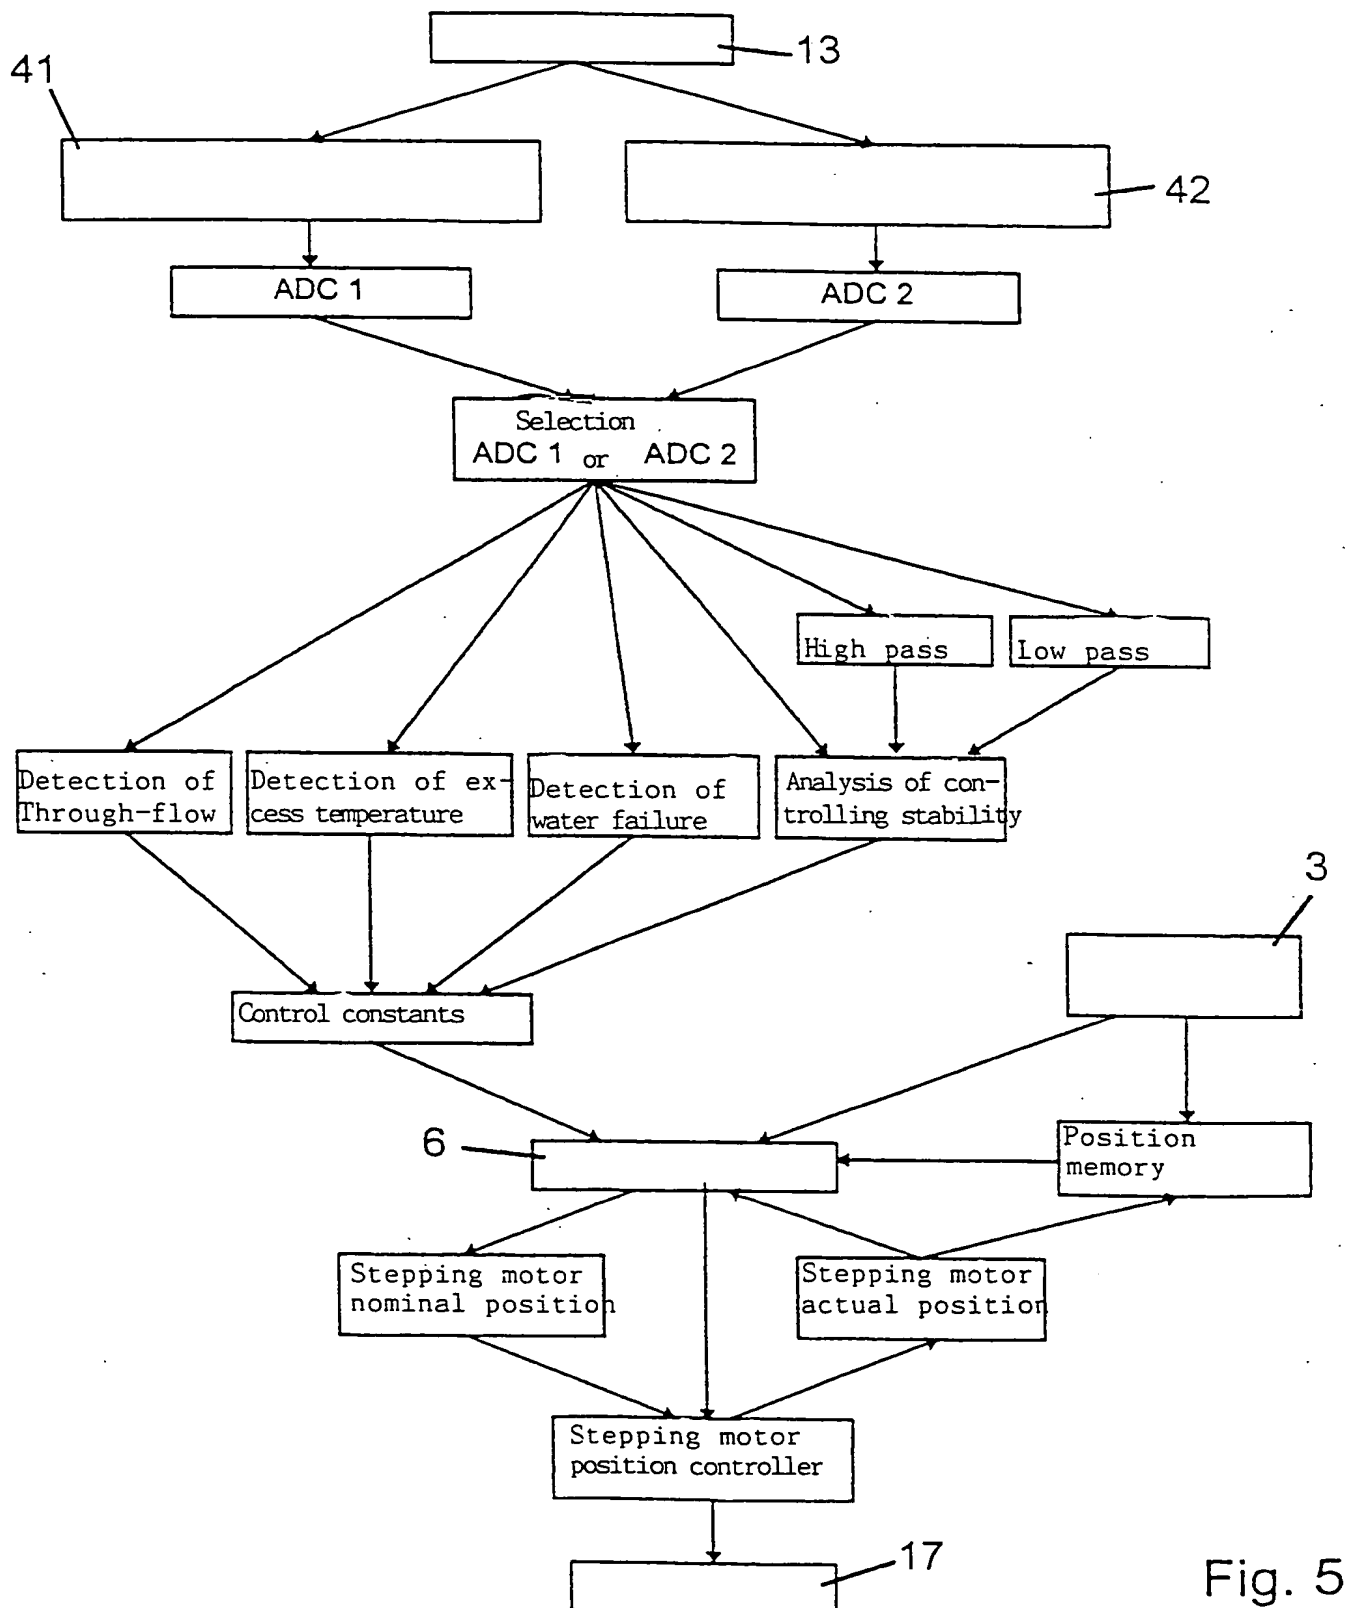 13
41
42
ADC 1
ADC 2
Selection
ADC 1 or ADC 2
High pass
Low pass
Detection of
Through-flow
Detection of ex-
cess temperature
Detection of
water failure
Analysis of con-
trolling stability
3
Control constants
6
Position
memory
Stepping motor
nominal position
Stepping motor
actual position
Stepping motor
position controller
17
Fig. 5